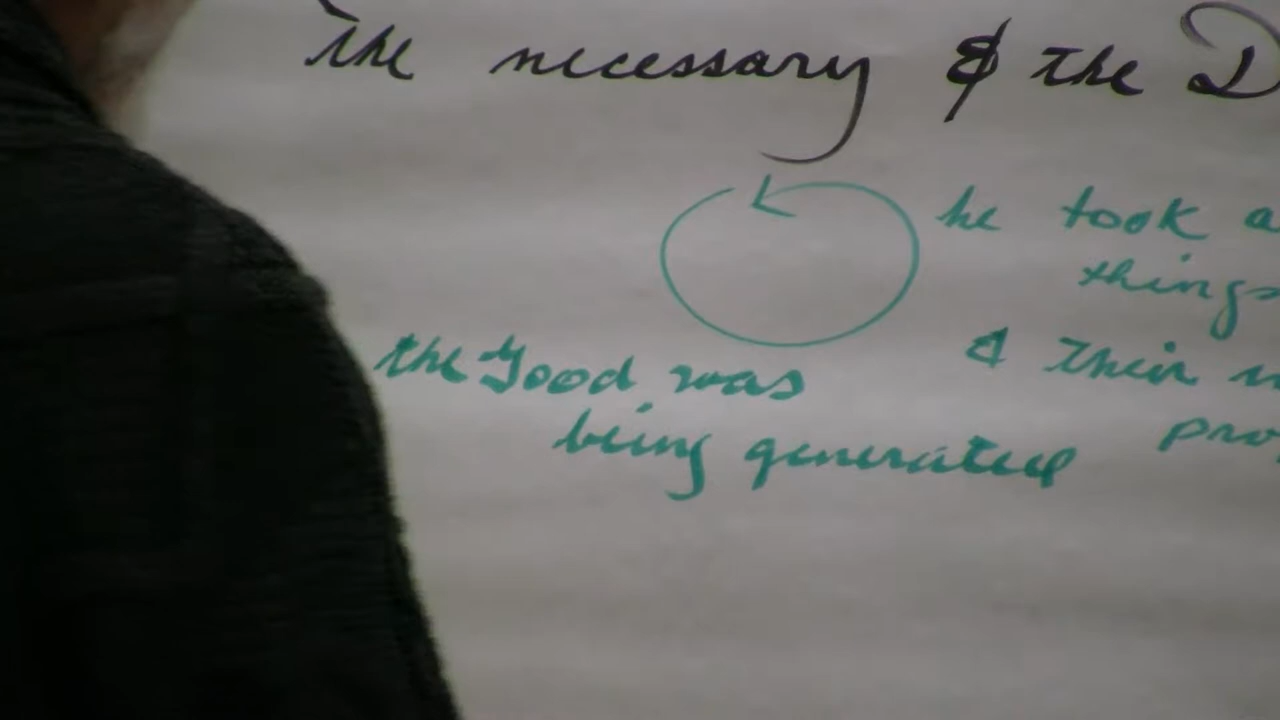 The necessary & the D
he took a
things
& their
the Good was
being generated